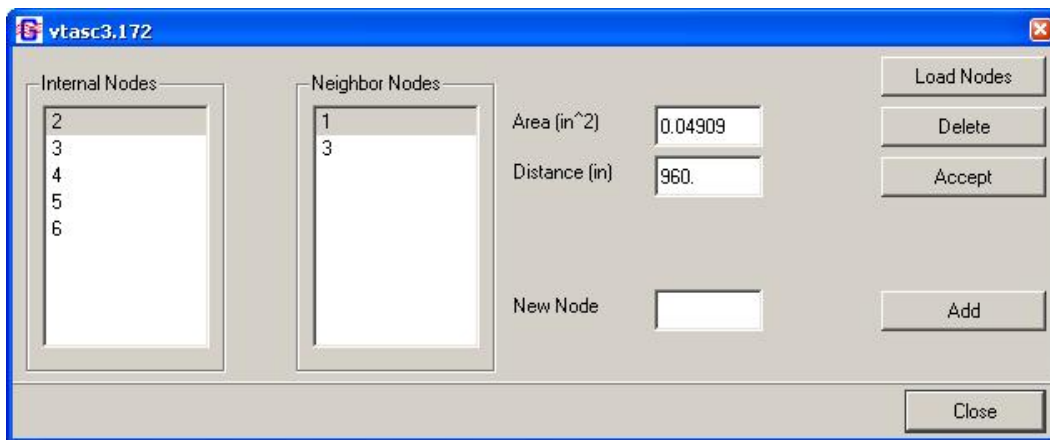 vtasc3.172
Internal Nodes
2
3
4
5
6
Neighbor Nodes
1
3
Area (in^2)
0.04909
Distance (in)
960.
New Node
Load Nodes
Delete
Accept
Add
Close